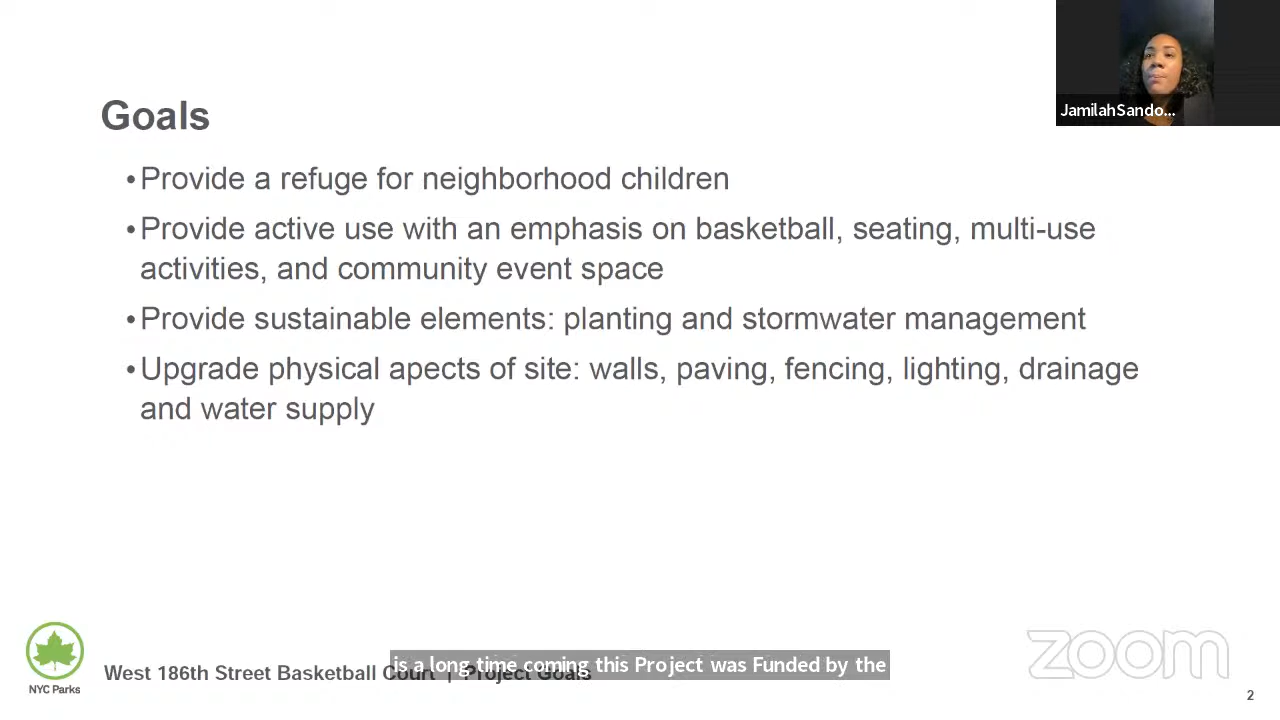 JamilahSando...
Goals
•Provide a refuge for neighborhood children
•Provide active use with an emphasis on basketball, seating, multi-use
activities, and community event space
•Provide sustainable elements: planting and stormwater management
•Upgrade physical apects of site: walls, paving, fencing, lighting, drainage
and water supply
zoom
is a long time coming this Project was Funded by the
West 186th Street Basketball Court | Project Goals
NYC Parks
2